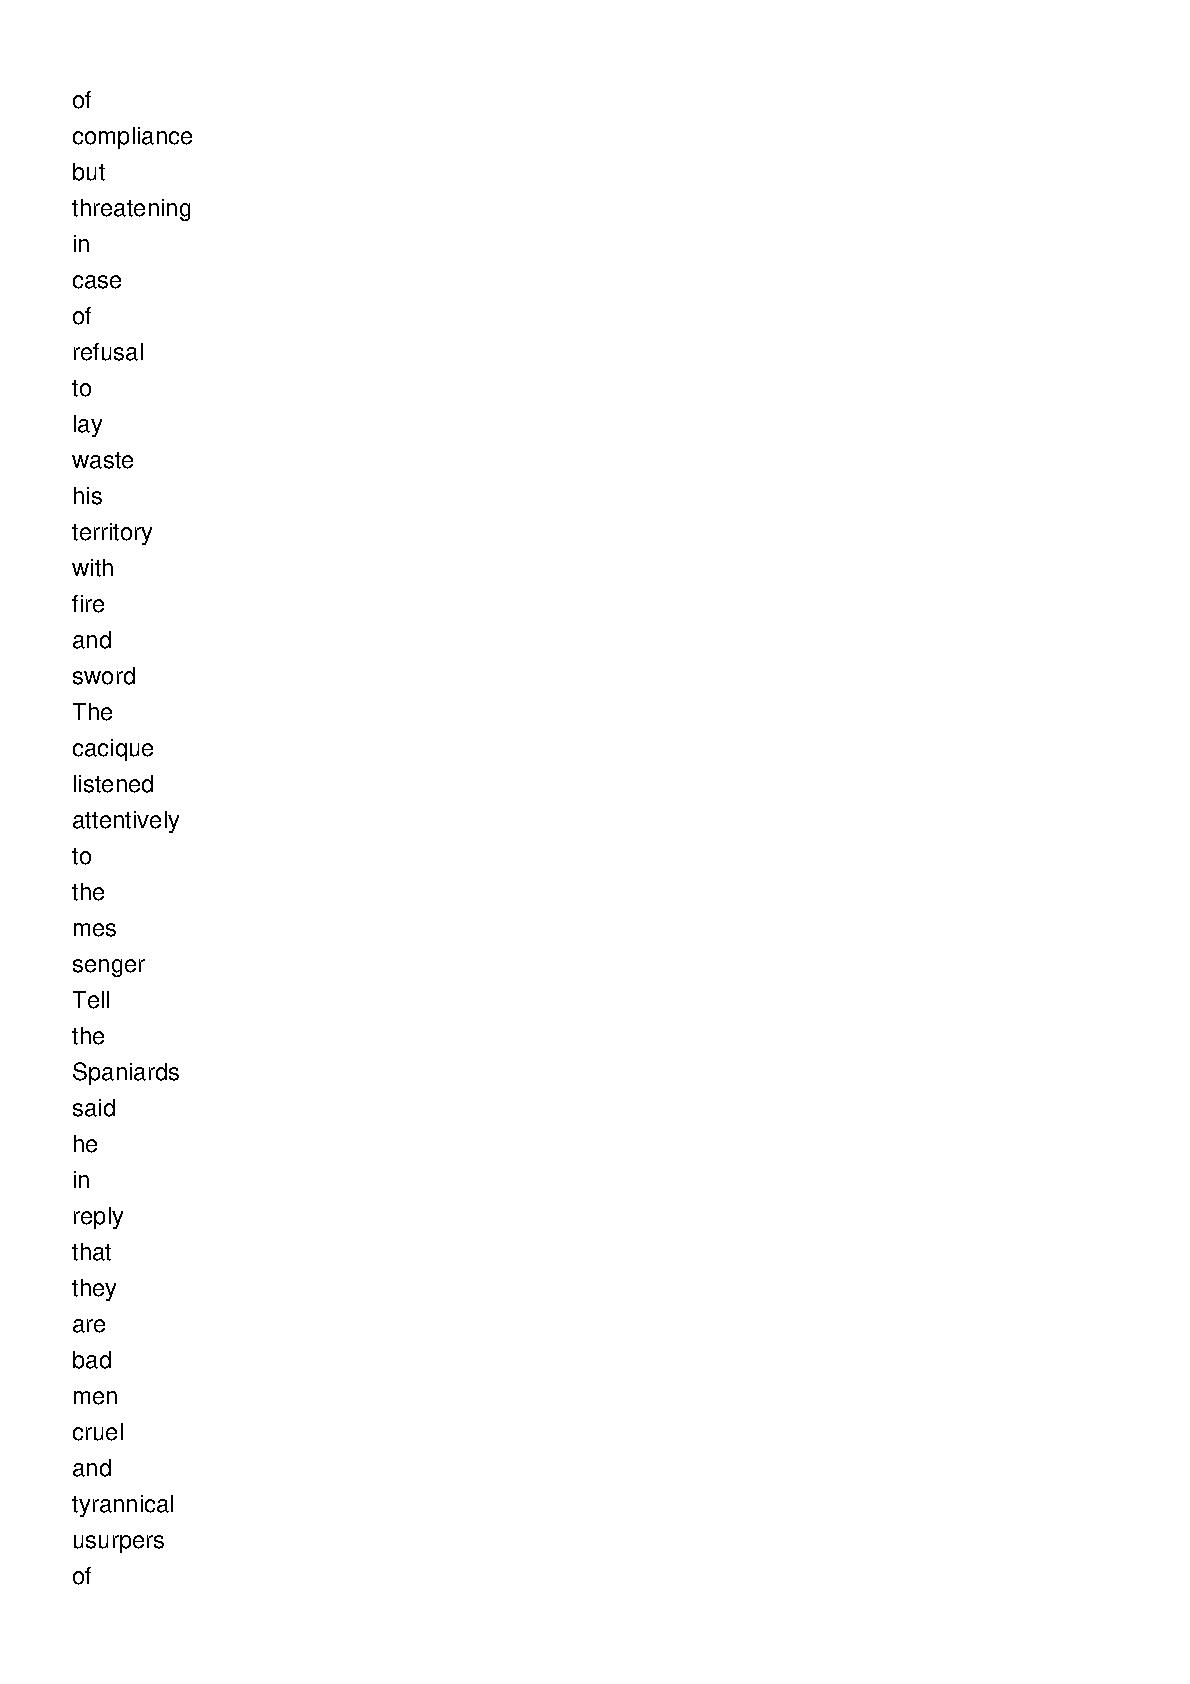 of
compliance
but
threatening
in
case
of
refusal
to
lay
waste
his
territory
with
fire
and
sword
The
cacique
listened
attentively
to
the
mes
senger
Tell
the
Spaniards
said
he
in
reply
that
they
are
bad
men
cruel
and
tyrannical
usurpers
of